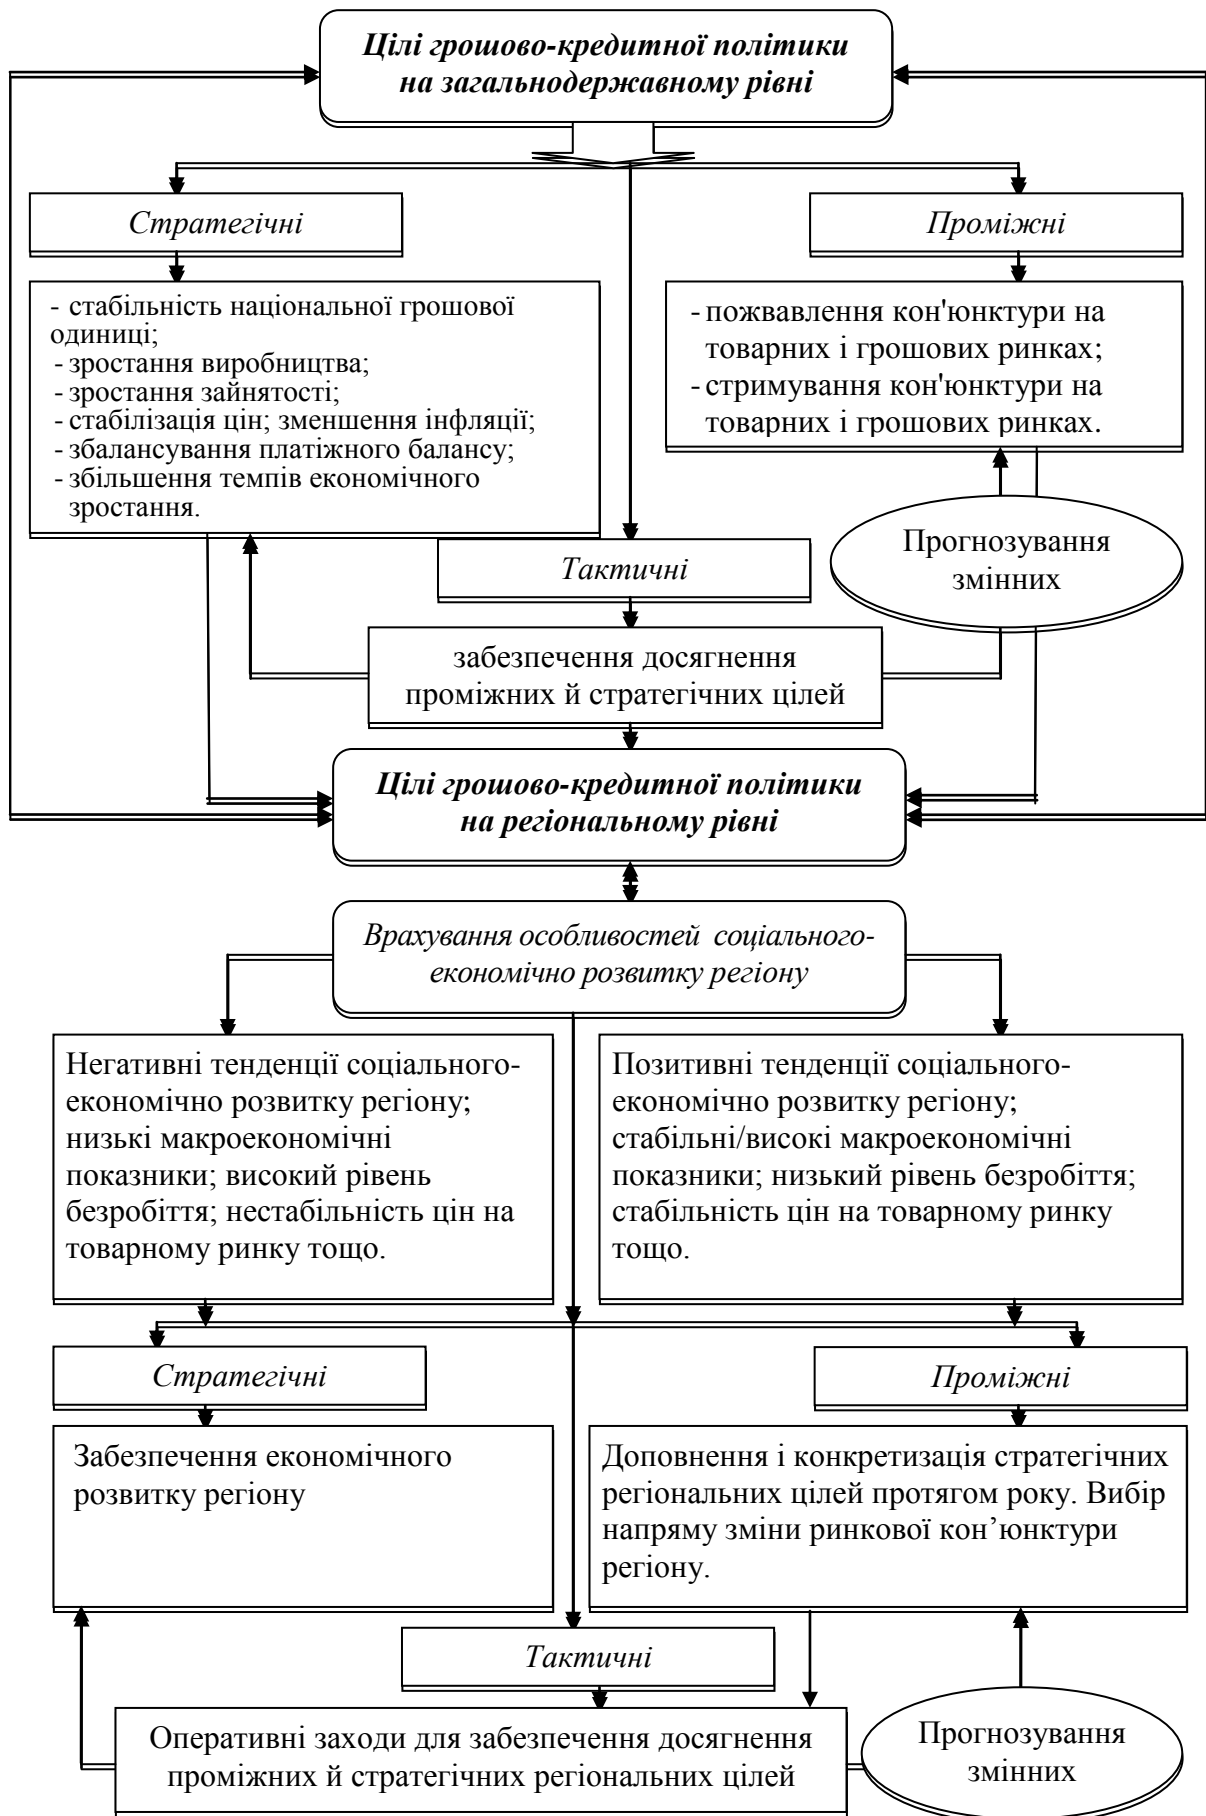 Цілі грошово-кредитної політики
на загальнодержавному рівні
Стратегічні
Проміжні
- стабільність національної грошової
одиниці;
- зростання виробництва;
- зростання зайнятості;
- стабілізація цін; зменшення інфляції;
- збалансування платіжного балансу;
- збільшення темпів економічного
зростання.
- пожвавлення кон'юнктури на
товарних і грошових ринках;
- стримування кон'юнктури на
товарних і грошових ринках.
Прогнозування
змінних
Тактичні
забезпечення досягнення
проміжних й стратегічних цілей
Цілі грошово-кредитної політики
на регіональному рівні
Врахування особливостей соціального-
економічно розвитку регіону
Негативні тенденції соціального-
економічно розвитку регіону;
низькі макроекономічні
показники; високий рівень
безробіття; нестабільність цін на
товарному ринку тощо.
Позитивні тенденції соціального-
економічно розвитку регіону;
стабільні/високі макроекономічні
показники; низький рівень безробіття;
стабільність цін на товарному ринку
тощо.
Стратегічні
Проміжні
Забезпечення економічного
розвитку регіону
Доповнення і конкретизація стратегічних
регіональних цілей протягом року. Вибір
напряму зміни ринкової кон’юнктури
регіону.
Тактичні
Оперативні заходи для забезпечення досягнення
проміжних й стратегічних регіональних цілей
Прогнозування
змінних